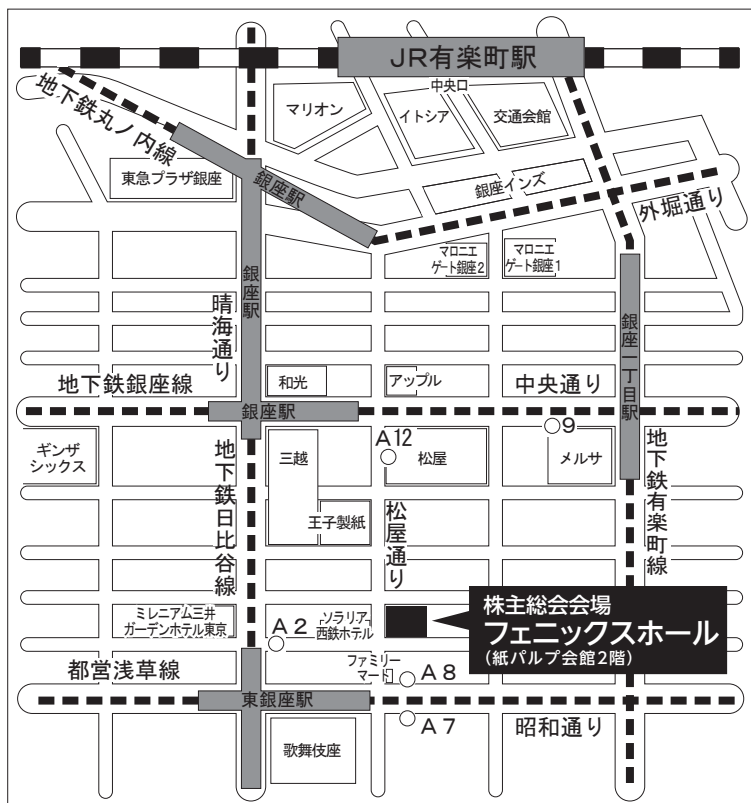 JR有楽町駅
中央口
地下鉄丸ノ内線
マリオン
イトシア
交通会館
東急プラザ銀座
銀座駅
銀座インズ
外堀通り
マロニエ
ゲート銀座2
マロニエ
ゲート銀座1
銀座駅
晴海通り
銀座一丁目駅
地下鉄銀座線
和光
アップル
中央通り
銀座駅
ギンザ
シックス
三越
A12
松屋
9
メルサ
地下鉄日比谷線
王子製紙
松屋通り
地下鉄有楽町線
ミレニアム三井
ガーデンホテル東京
A2
ソラリア
西鉄ホテル
株主総会会場
フェニックスホール
(紙パルプ会館2階)
ファミリー
マート
A8
都営浅草線
東銀座駅
A7
昭和通り
歌舞伎座